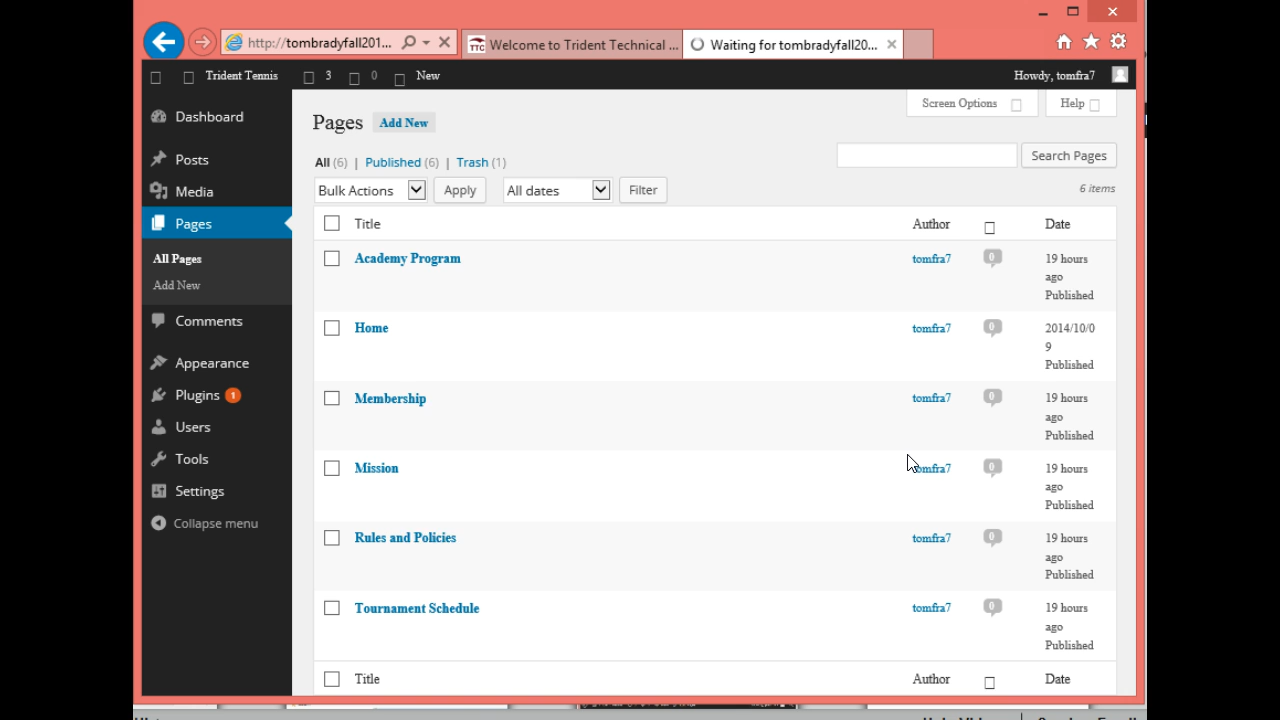 http://tombradyfall201... Welcome to Trident Technical ... Waiting for tombradyfall20...
Trident Tennis 3 0 New Howdy, tomfra7
Screen Options Help
Dashboard
Posts
Media
Pages
All Pages
Add New
Comments
Appearance
Plugins 1
Users
Tools
Settings
Collapse menu
Pages Add New
All (6) | Published (6) | Trash (1)
Search Pages
Bulk Actions Apply All dates Filter 6 items
Title Author Date
Academy Program tomfra7 0 19 hours
ago
Published
Home tomfra7 0 2014/10/0
9
Published
Membership tomfra7 0 19 hours
ago
Published
Mission tomfra7 0 19 hours
ago
Published
Rules and Policies tomfra7 0 19 hours
ago
Published
Tournament Schedule tomfra7 0 19 hours
ago
Published
Title Author Date